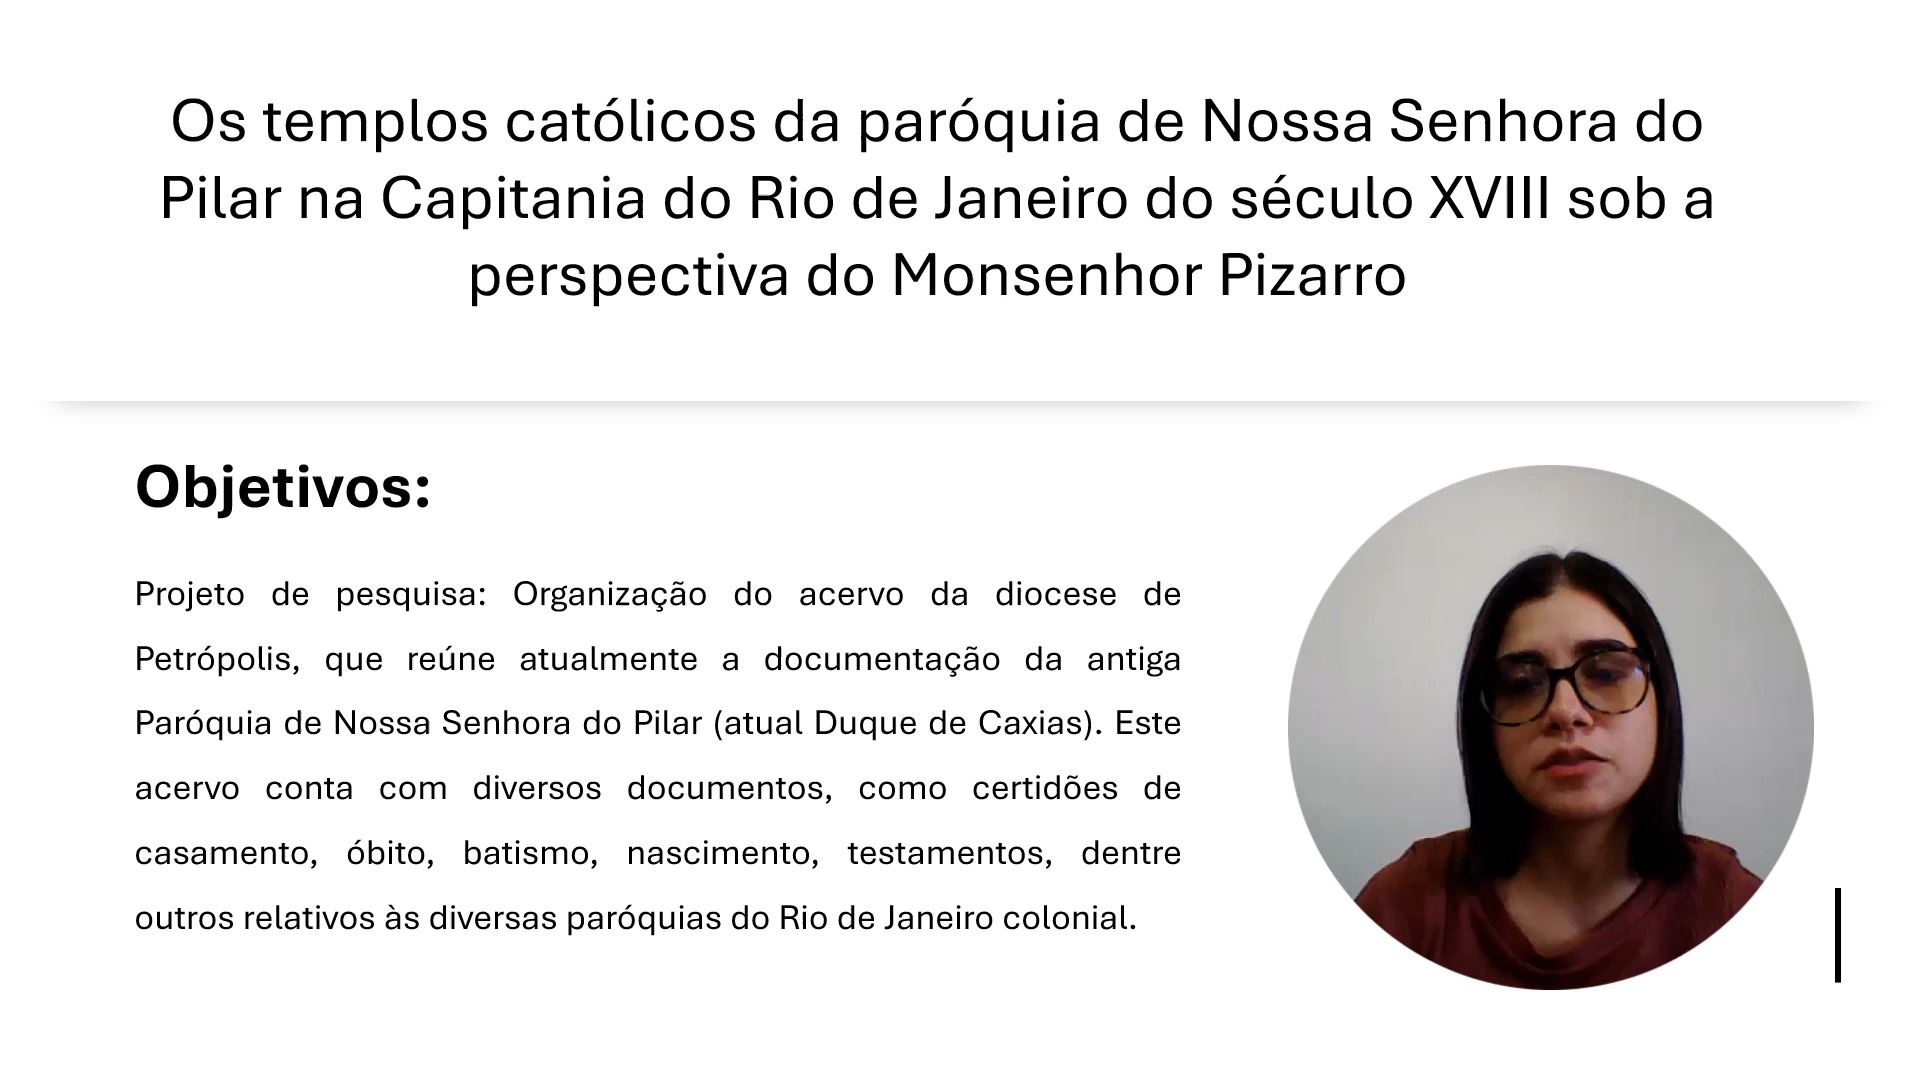 Os templos católicos da paróquia de Nossa Senhora do
Pilar na Capitania do Rio de Janeiro do século XVIII sob a
perspectiva do Monsenhor Pizarro
Objetivos:
Projeto de pesquisa: Organização do acervo da diocese de
Petrópolis, que reúne atualmente a documentação da antiga
Paróquia de Nossa Senhora do Pilar (atual Duque de Caxias). Este
acervo conta com diversos documentos, como certidões de
casamento, óbito, batismo, nascimento, testamentos, dentre
outros relativos às diversas paróquias do Rio de Janeiro colonial.